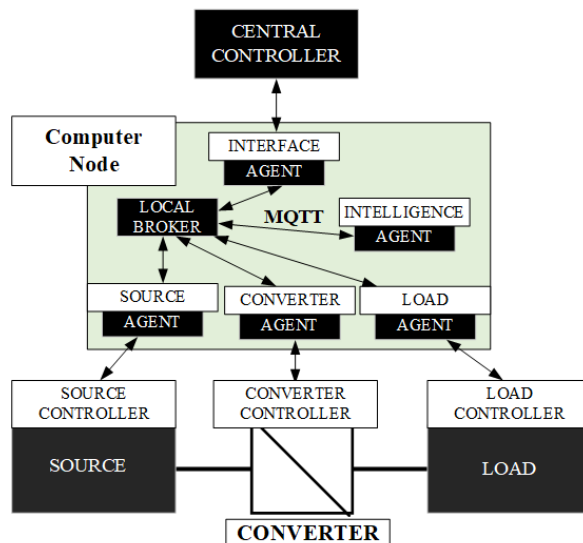 CENTRAL
CONTROLLER
Computer
Node
INTERFACE
AGENT
LOCAL
BROKER
MQTT
INTELLIGENCE
AGENT
SOURCE
AGENT
CONVERTER
AGENT
LOAD
AGENT
SOURCE
CONTROLLER
CONVERTER
CONTROLLER
LOAD
CONTROLLER
SOURCE
LOAD
CONVERTER